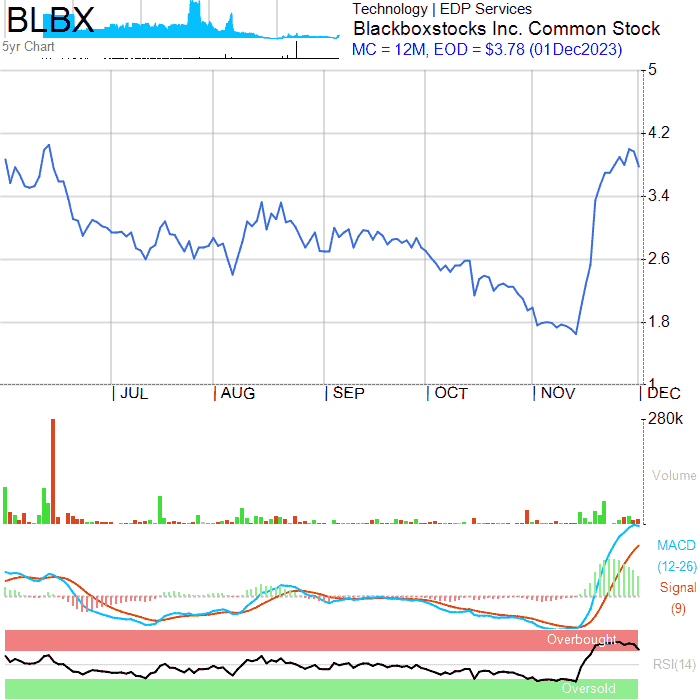 BLBX
5yr Chart
Technology | EDP Services
Blackboxstocks Inc. Common Stock
MC = 12M, EOD = $3.78 (01Dec2023)
5
4.2
3.4
2.6
1.8
1
JUL AUG SEP OCT NOV DEC
280k
Volume
MACD
(12-26)
Signal
(9)
Overbought
RSI(14)
Oversold